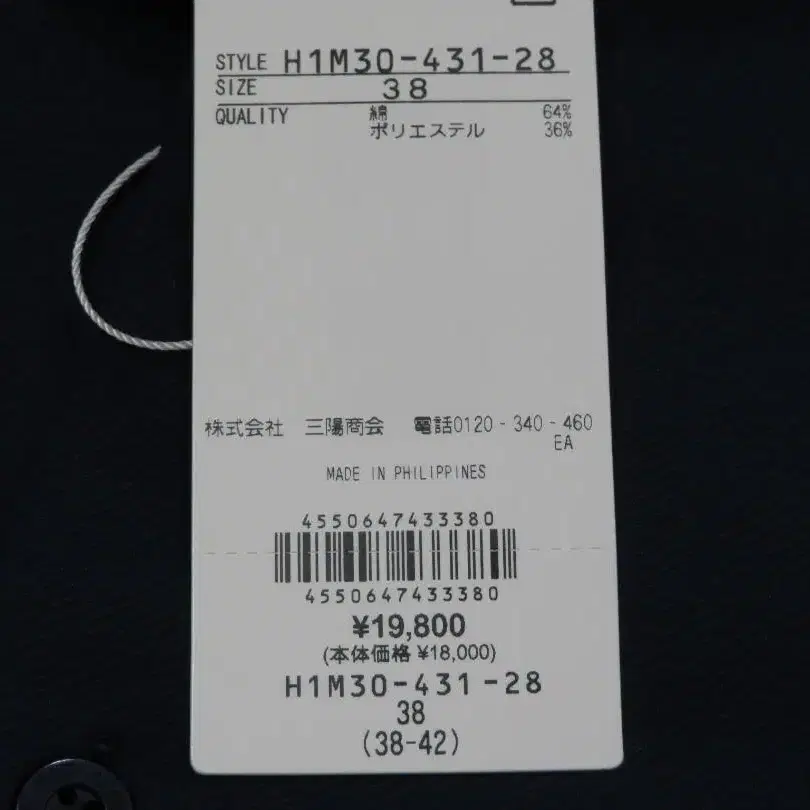 STYLE H1M30-431-28
SIZE 38
QUALITY 綿 64%
ポリエステル 36%
株式会社 三陽商会 電話0120-340-460
EA
MADE IN PHILIPPINES
4550647433380
4550647433380
¥19,800
(本体価格 ¥18,000)
H1M30-431-28
38
(38-42)